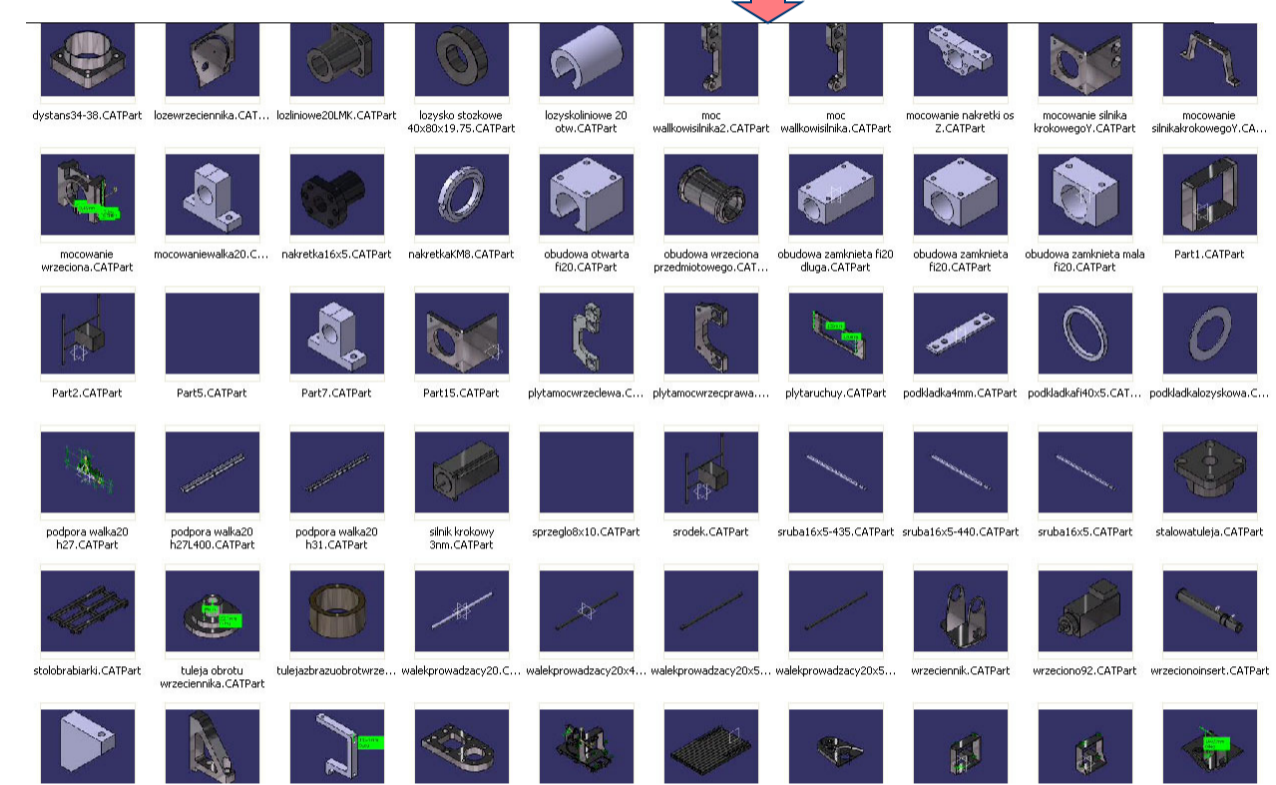 dystans34-38.CATPart
lozewrzeciennika.CAT...
lozliniowe20LMK.CATPart
lozysko stozkowe
40x80x19.75.CATPart
lozyskoliniowe 20
otw.CATPart
moc
wallkowisilnika2.CATPart
moc
wallkowisilnika.CATPart
mocowanie nakretki os
Z.CATPart
mocowanie silnika
krokowegoY.CATPart
mocowanie
silnikakrokowegoY.CA...
mocowanie
wrzeciona.CATPart
mocowaniewalka20.C...
nakretka16x5.CATPart
nakretkaKM8.CATPart
obudowa otwarta
fi20.CATPart
obudowa wrzeciona
przedmiotowego.CAT...
obudowa zamknieta fi20
dluga.CATPart
obudowa zamknieta
fi20.CATPart
obudowa zamknieta mala
fi20.CATPart
Part1.CATPart
Part2.CATPart
Part5.CATPart
Part7.CATPart
Part15.CATPart
plytamocwrzeclewa.C...
plytamocwrzecprawa....
plytaruchuy.CATPart
podkladka4mm.CATPart
podkladkafi40x5.CAT...
podkladkalozyskowa.C...
podpora walka20
h27.CATPart
podpora walka20
h27L400.CATPart
podpora walka20
h31.CATPart
silnik krokowy
3nm.CATPart
sprzeglo8x10.CATPart
srodek.CATPart
sruba16x5-435.CATPart
sruba16x5-440.CATPart
sruba16x5.CATPart
stalowatuleja.CATPart
stolobrabiarki.CATPart
tuleja obrotu
wrzeciennika.CATPart
tulejazbrazuobrotwrze...
walekprowadzacy20.C...
walekprowadzacy20x4...
walekprowadzacy20x5...
walekprowadzacy20x5...
wrzeciennik.CATPart
wrzeciono92.CATPart
wrzecionoinsert.CATPart